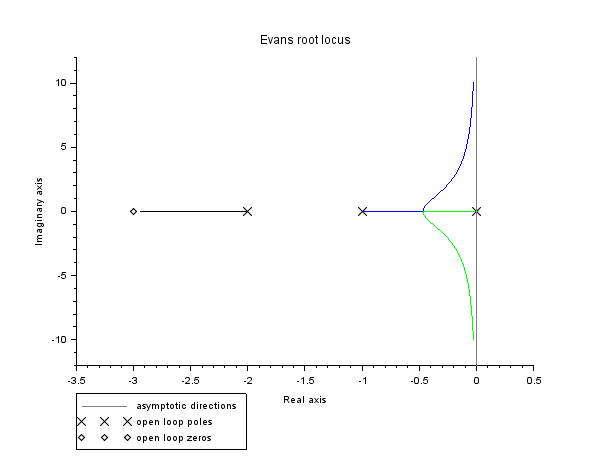 Evans root locus
10
5
0
-5
-10
Imaginary axis
-3.5 -3 -2.5 -2 -1.5 -1 -0.5 0 0.5
Real axis
asymptotic directions
open loop poles
open loop zeros